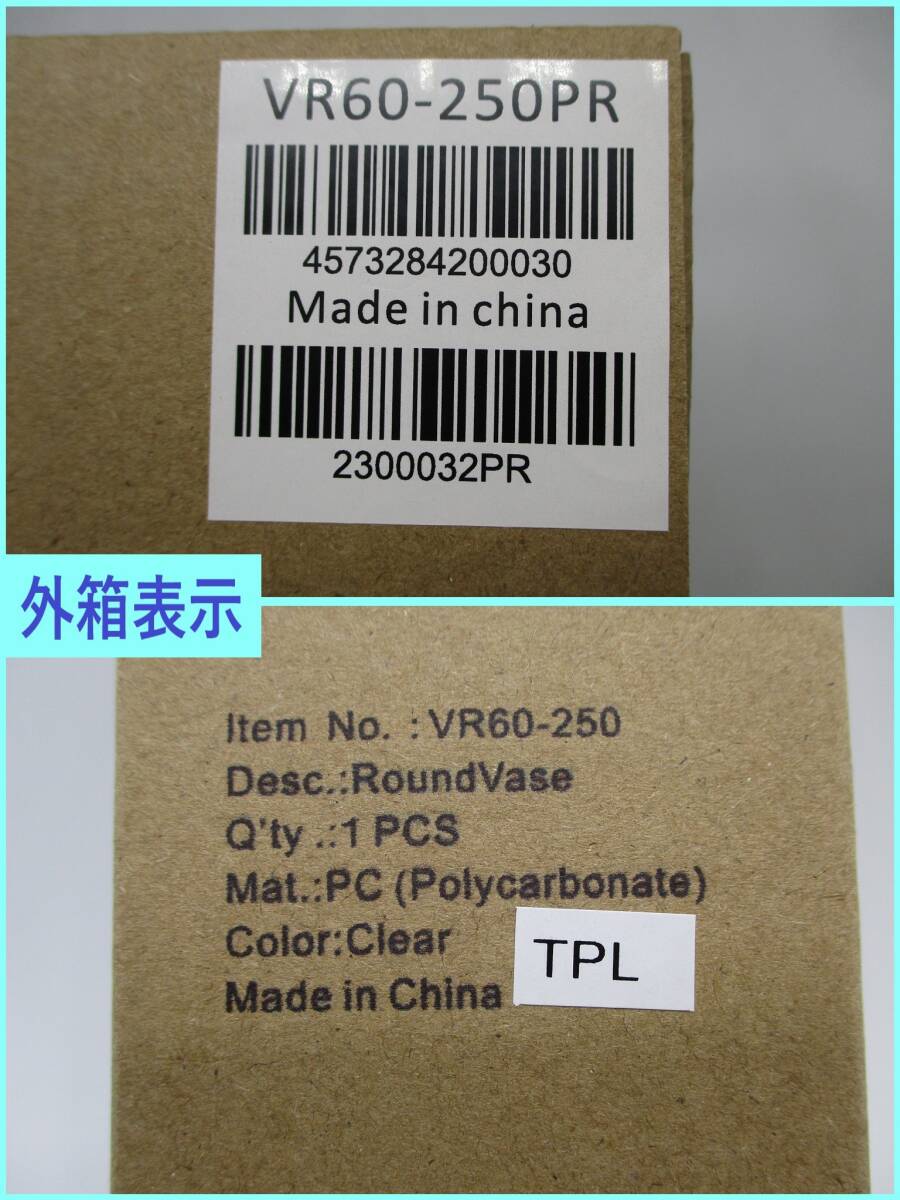 VR60-250PR
4573284200030
Made in china
2300032PR
外箱表示
Item No. :VR60-250
Desc.:RoundVase
Q'ty .:1 PCS
Mat.:PC (Polycarbonate)
Color:Clear
TPL
Made in China